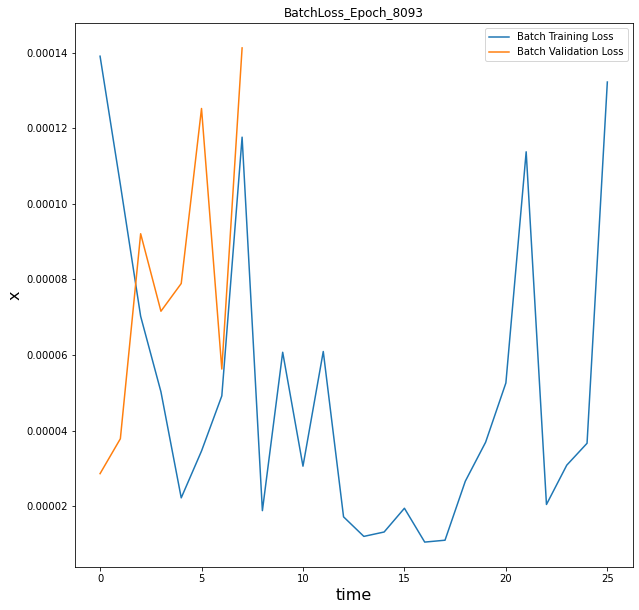 BatchLoss_Epoch_8093
Batch Training Loss
Batch Validation Loss
0.00014
0.00012
0.00010
0.00008
0.00006
0.00004
0.00002
x
0 5 10 15 20 25
time